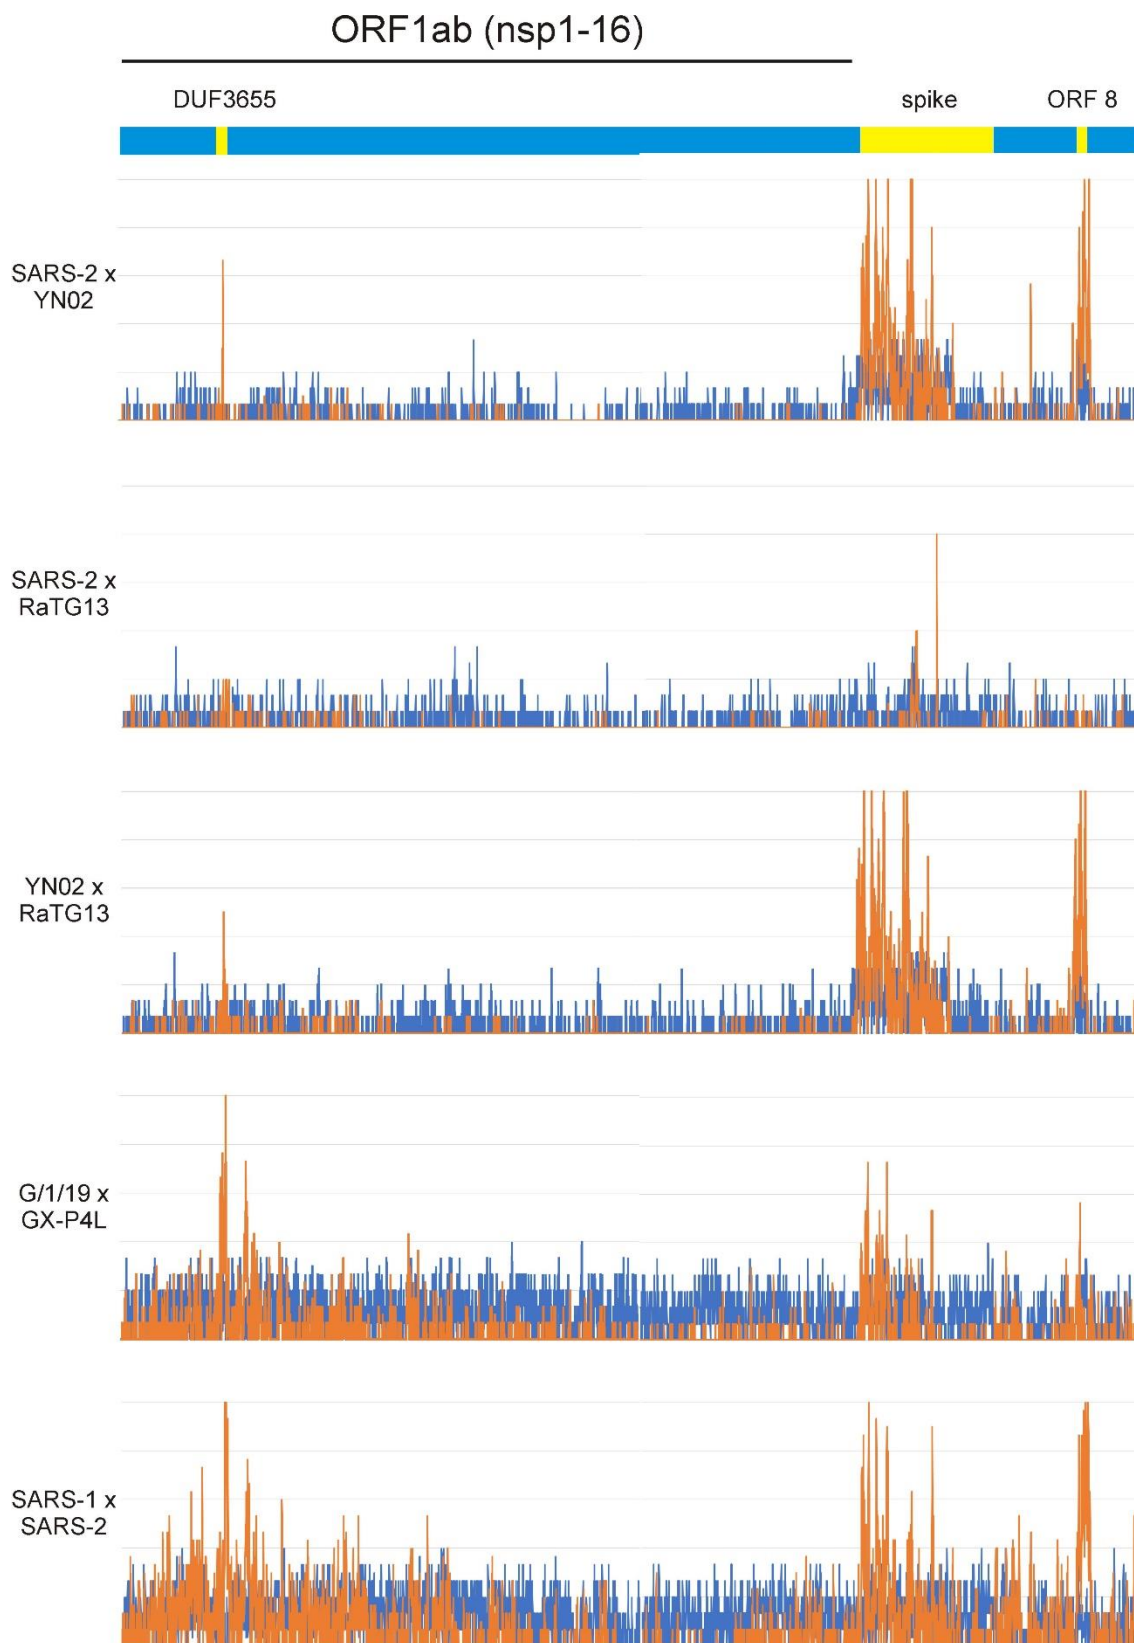 ORF1ab (nsp1-16)
DUF3655
spike
ORF 8
SARS-2 x
YN02
SARS-2 x
RaTG13
YN02 x
RaTG13
G/1/19 x
GX-P4L
SARS-1 x
SARS-2